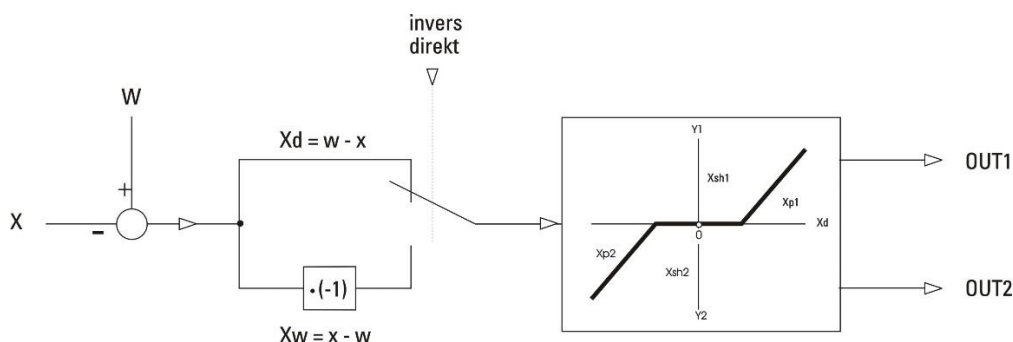 invers
direkt
W
Xd = w - x
+
X
-
•(-1)
Xw = x - w
Y1
Xsh1
Xp1
0
Xd
Xp2
Xsh2
Y2
OUT1
OUT2